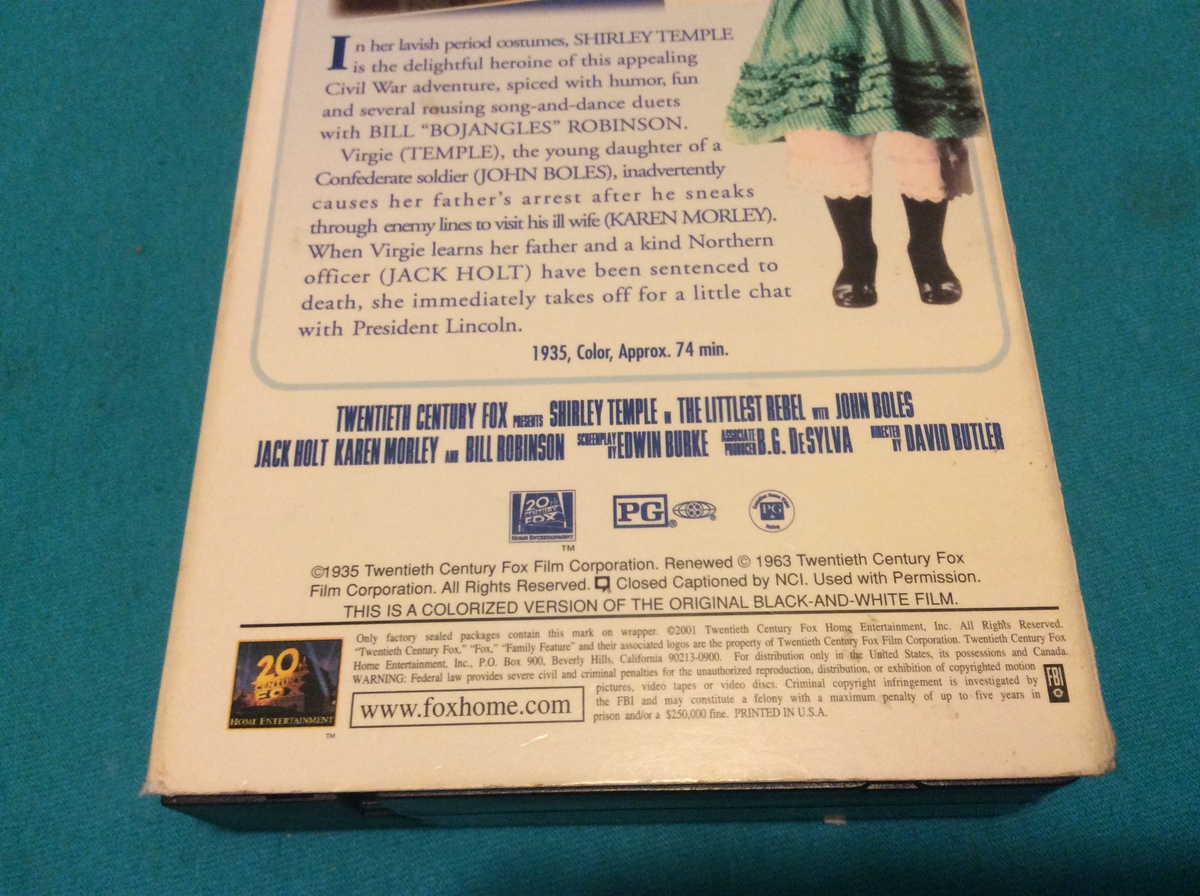 In her lavish period costumes, SHIRLEY TEMPLE
is the delightful heroine of this appealing
Civil War adventure, spiced with humor, fun
and several rousing song-and-dance duets
with BILL "BOJANGLES" ROBINSON.
Virgie (TEMPLE), the young daughter of a
Confederate soldier (JOHN BOLES), inadvertently
causes her father's arrest after he sneaks
through enemy lines to visit his ill wife (KAREN MORLEY).
When Virgie learns her father and a kind Northern
officer (JACK HOLT) have been sentenced to
death, she immediately takes off for a little chat
with President Lincoln.
1935, Color, Approx. 74 min.
TWENTIETH CENTURY FOX PRESENTS SHIRLEY TEMPLE IN THE LITTLEST REBEL WITH JOHN BOLES
JACK HOLT KAREN MORLEY AND BILL ROBINSON SCREENPLAY BY EDWIN BURKE ASSOCIATE PRODUCER B.G. DeSYLVA DIRECTED BY DAVID BUTLER
20th CENTURY FOX HOME ENTERTAINMENT TM
PG ®
PG
©1935 Twentieth Century Fox Film Corporation. Renewed © 1963 Twentieth Century Fox
Film Corporation. All Rights Reserved. Closed Captioned by NCI. Used with Permission.
THIS IS A COLORIZED VERSION OF THE ORIGINAL BLACK-AND-WHITE FILM.
Only factory sealed packages contain this mark on wrapper. ©2001 Twentieth Century Fox Home Entertainment, Inc. All Rights Reserved.
"Twentieth Century Fox," "Fox," "Family Feature" and their associated logos are the property of Twentieth Century Fox Film Corporation. Twentieth Century Fox
Home Entertainment, Inc., P.O. Box 900, Beverly Hills, California 90213-0900. For distribution only in the United States, its possessions and Canada.
WARNING: Federal law provides severe civil and criminal penalties for the unauthorized reproduction, distribution, or exhibition of copyrighted motion
pictures, video tapes or video discs. Criminal copyright infringement is investigated by
the FBI and may constitute a felony with a maximum penalty of up to five years in
prison and/or a $250,000 fine. PRINTED IN U.S.A.
FBI
20th CENTURY FOX
HOME ENTERTAINMENT
TM
www.foxhome.com